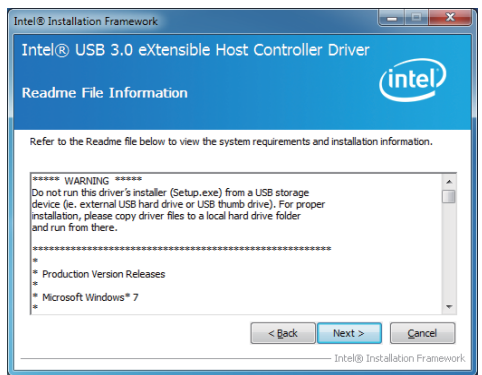 Intel® Installation Framework
Intel® USB 3.0 eXtensible Host Controller Driver
intel
Readme File Information
Refer to the Readme file below to view the system requirements and installation information.
***** WARNING *****
Do not run this driver's installer (Setup.exe) from a USB storage
device (ie. external USB hard drive or USB thumb drive). For proper
installation, please copy driver files to a local hard drive folder
and run from there.
************************************************************
*
* Production Version Releases
*
* Microsoft Windows* 7
*
< Back Next > Cancel
Intel® Installation Framework